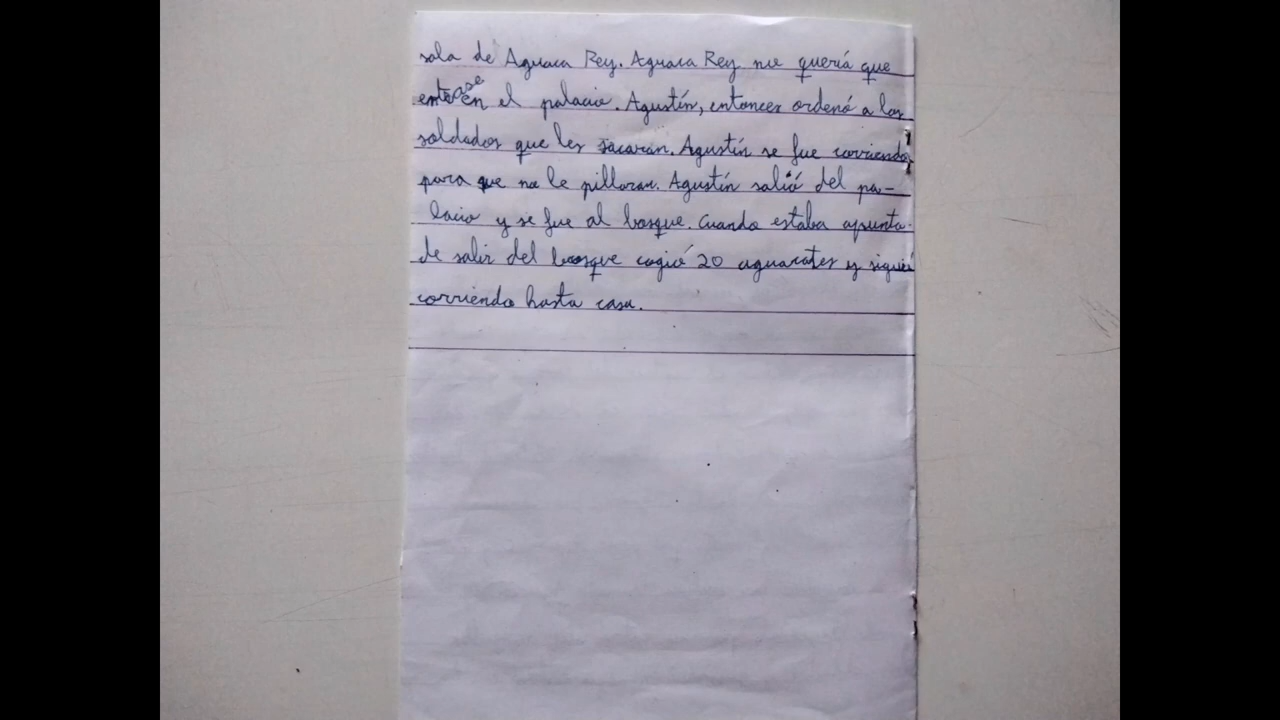 sala de Aguaca Rey. Aguaca Rey no quería que
entrase en el palacio. Agustín, entonces ordenó a los
soldados que les sacaran. Agustín se fue corriendo
para que no le pillaran. Agustín salió del pa-
lacio y se fue al bosque. Cuando estaba apunto
de salir del bosque cogió 20 aguacates y siguió
corriendo hasta casa.